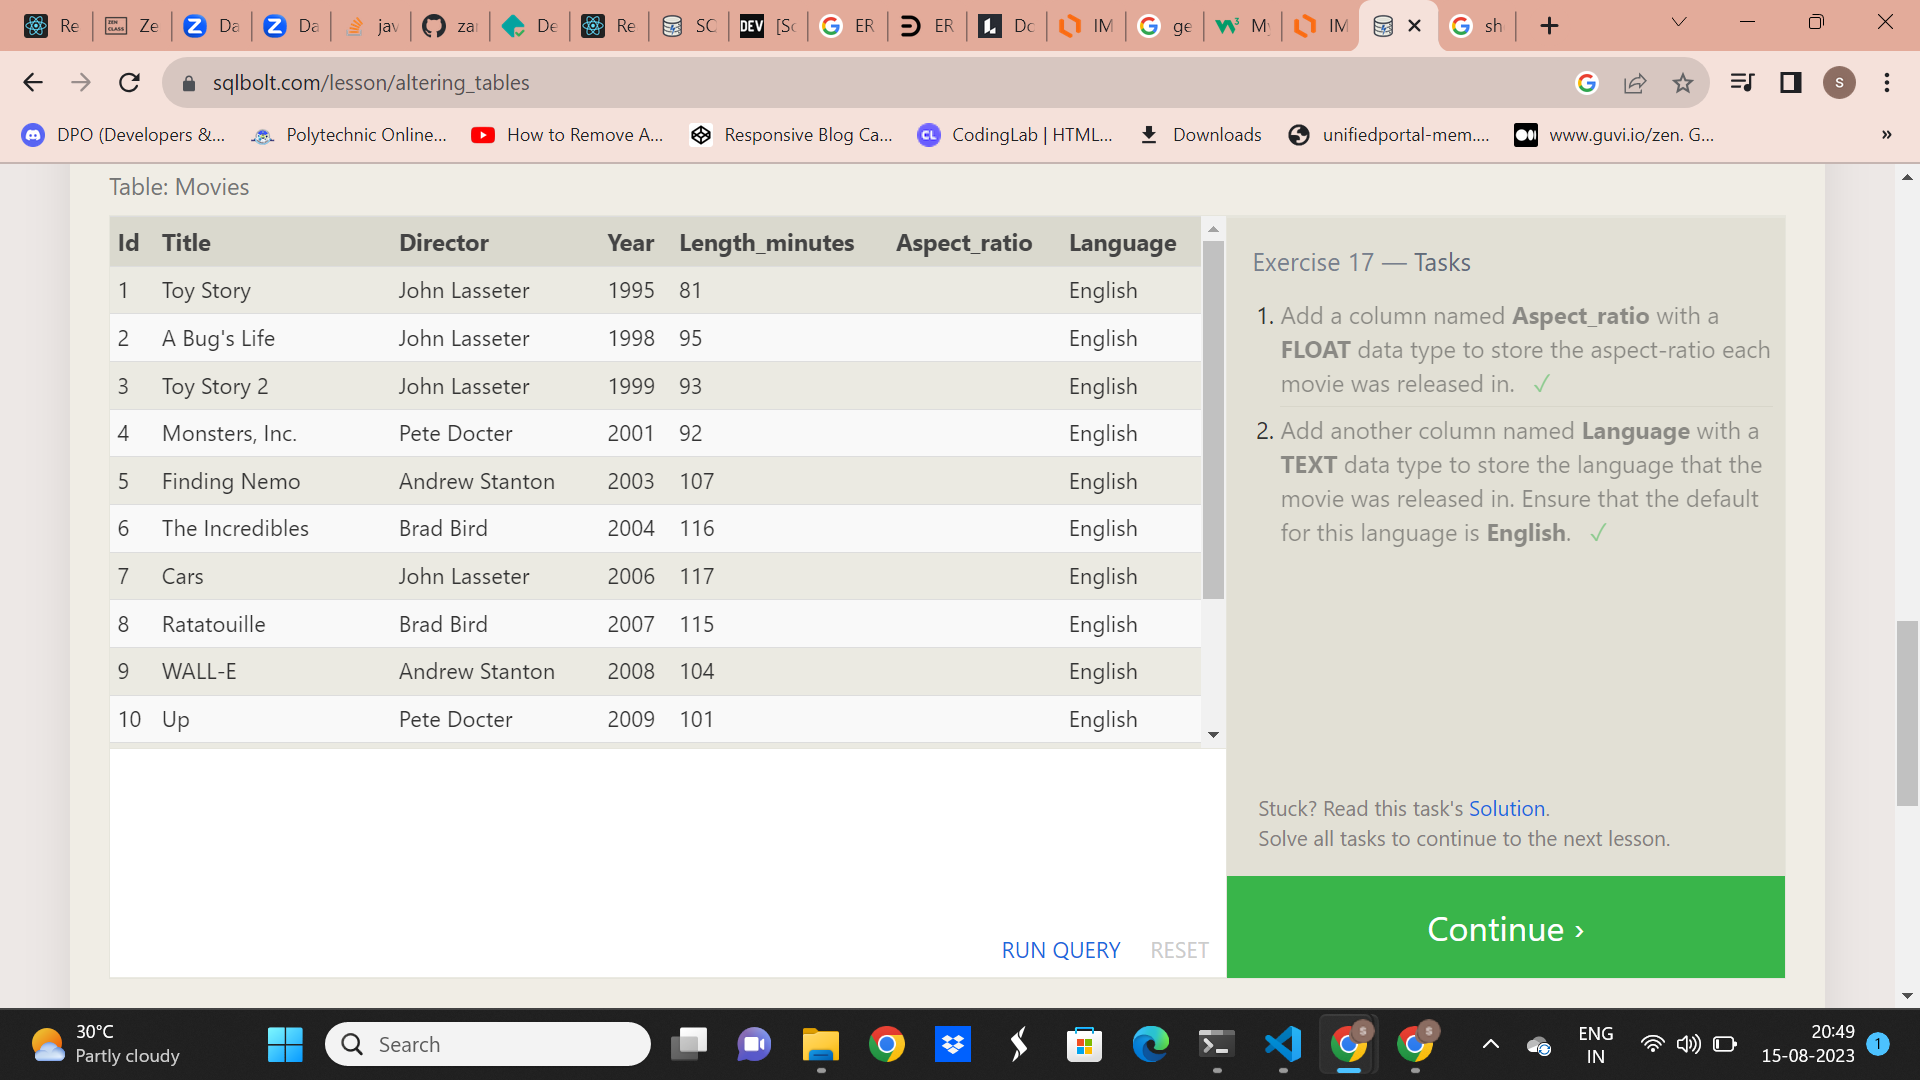 Re
Ze
Da
Da
jav
zar
De
Re
SC
[Sc
ER
ER
Do
IM
ge
My
IM
sh
sqlbolt.com/lesson/altering_tables
S
DPO (Developers &...
Polytechnic Online...
How to Remove A...
Responsive Blog Ca...
CodingLab | HTML...
Downloads
unifiedportal-mem....
www.guvi.io/zen. G...
»
Table: Movies
Id Title Director Year Length_minutes Aspect_ratio Language
1 Toy Story John Lasseter 1995 81 English
2 A Bug's Life John Lasseter 1998 95 English
3 Toy Story 2 John Lasseter 1999 93 English
4 Monsters, Inc. Pete Docter 2001 92 English
5 Finding Nemo Andrew Stanton 2003 107 English
6 The Incredibles Brad Bird 2004 116 English
7 Cars John Lasseter 2006 117 English
8 Ratatouille Brad Bird 2007 115 English
9 WALL-E Andrew Stanton 2008 104 English
10 Up Pete Docter 2009 101 English
RUN QUERY RESET
Exercise 17 — Tasks
1. Add a column named Aspect_ratio with a
FLOAT data type to store the aspect-ratio each
movie was released in. ✓
2. Add another column named Language with a
TEXT data type to store the language that the
movie was released in. Ensure that the default
for this language is English. ✓
Stuck? Read this task's Solution.
Solve all tasks to continue to the next lesson.
Continue ›
30°C
Partly cloudy
Search
ENG
IN
20:49
15-08-2023
1